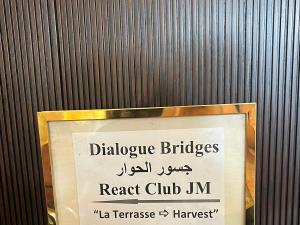 Dialogue Bridges
جسور الحوار
React Club JM
“La Terrasse ➪ Harvest”